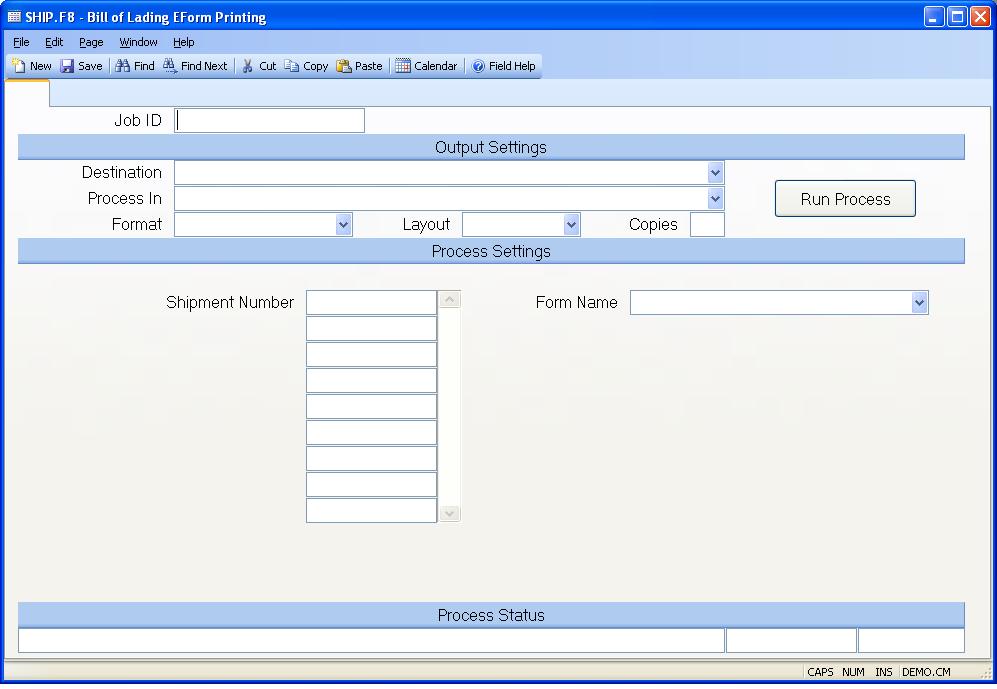 SHIP.F8 - Bill of Lading EForm Printing
File Edit Page Window Help
New Save Find Find Next Cut Copy Paste Calendar Field Help
Job ID
Output Settings
Destination
Process In
Run Process
Format Layout Copies
Process Settings
Shipment Number Form Name
Process Status
CAPS NUM INS DEMO.CM